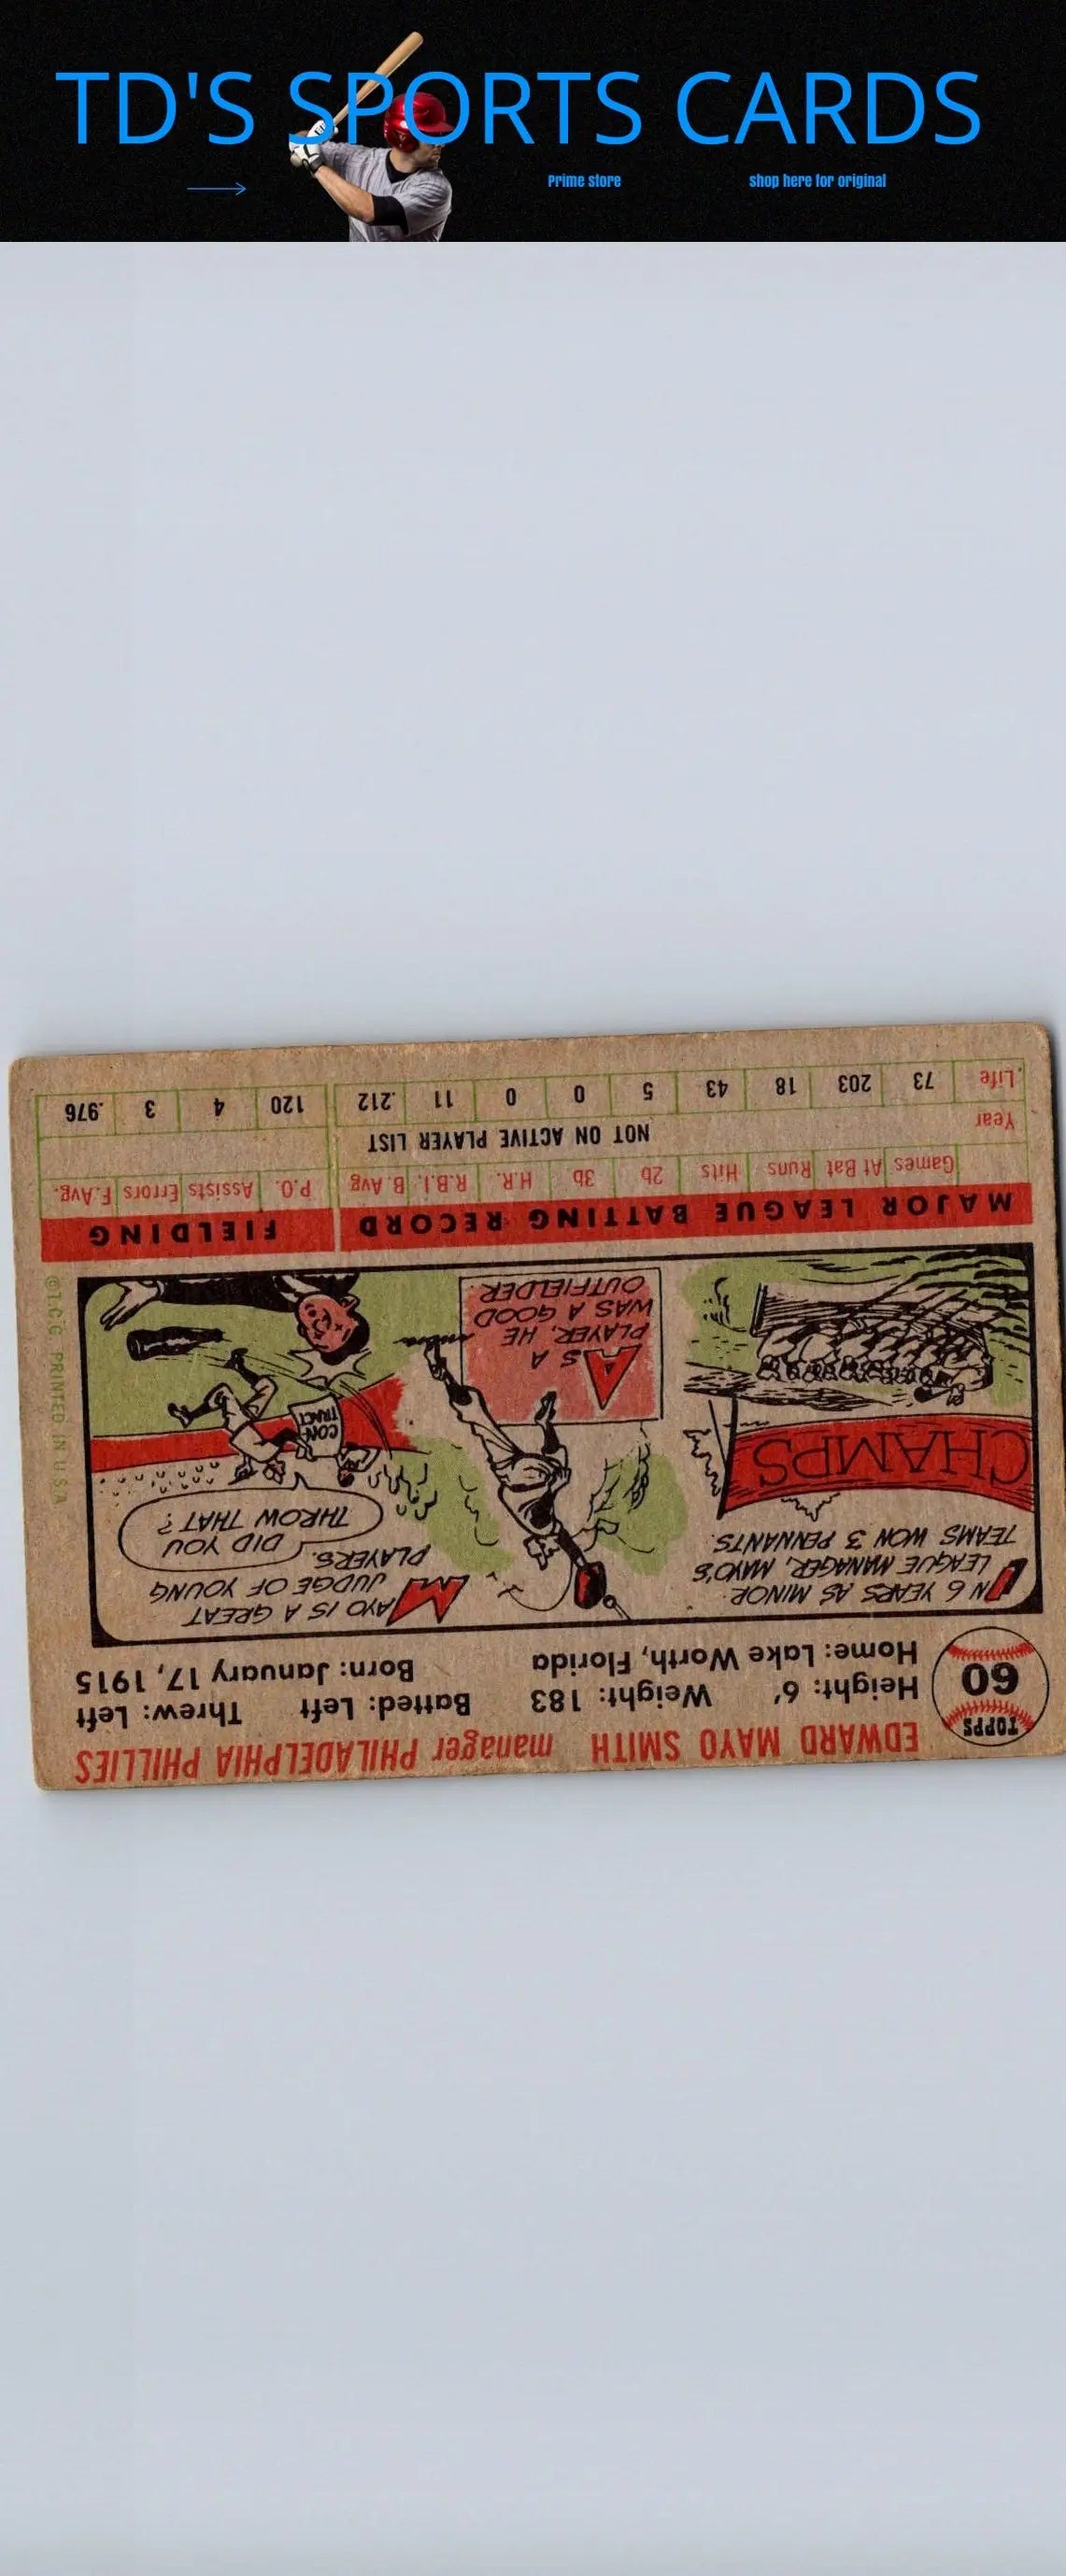 TD'S SPORTS CARDS
Prime store
shop here for original
TOPPS
60
EDWARD MAYO SMITH manager PHILADELPHIA PHILLIES
Height: 6' Weight: 183 Batted: Left Threw: Left
Home: Lake Worth, Florida Born: January 17, 1915
IN 6 YEARS AS MINOR
LEAGUE MANAGER, MAYO'S
TEAMS WON 3 PENNANTS.
CHAMPS
AS A
PLAYER, HE
WAS A GOOD
OUTFIELDER.
MAYO IS A GREAT
JUDGE OF YOUNG
PLAYERS.
DID YOU
THROW THAT?
CON-
TRACT
©T.C.G. PRINTED IN U.S.A.
MAJOR LEAGUE BATTING RECORD FIELDING
Games At Bat Runs Hits 2b 3b H.R. R.B.I. B.Avg P.O. Assists Errors F.Avg.
Year NOT ON ACTIVE PLAYER LIST
Life 73 203 18 43 5 0 0 11 .212 120 4 3 .976